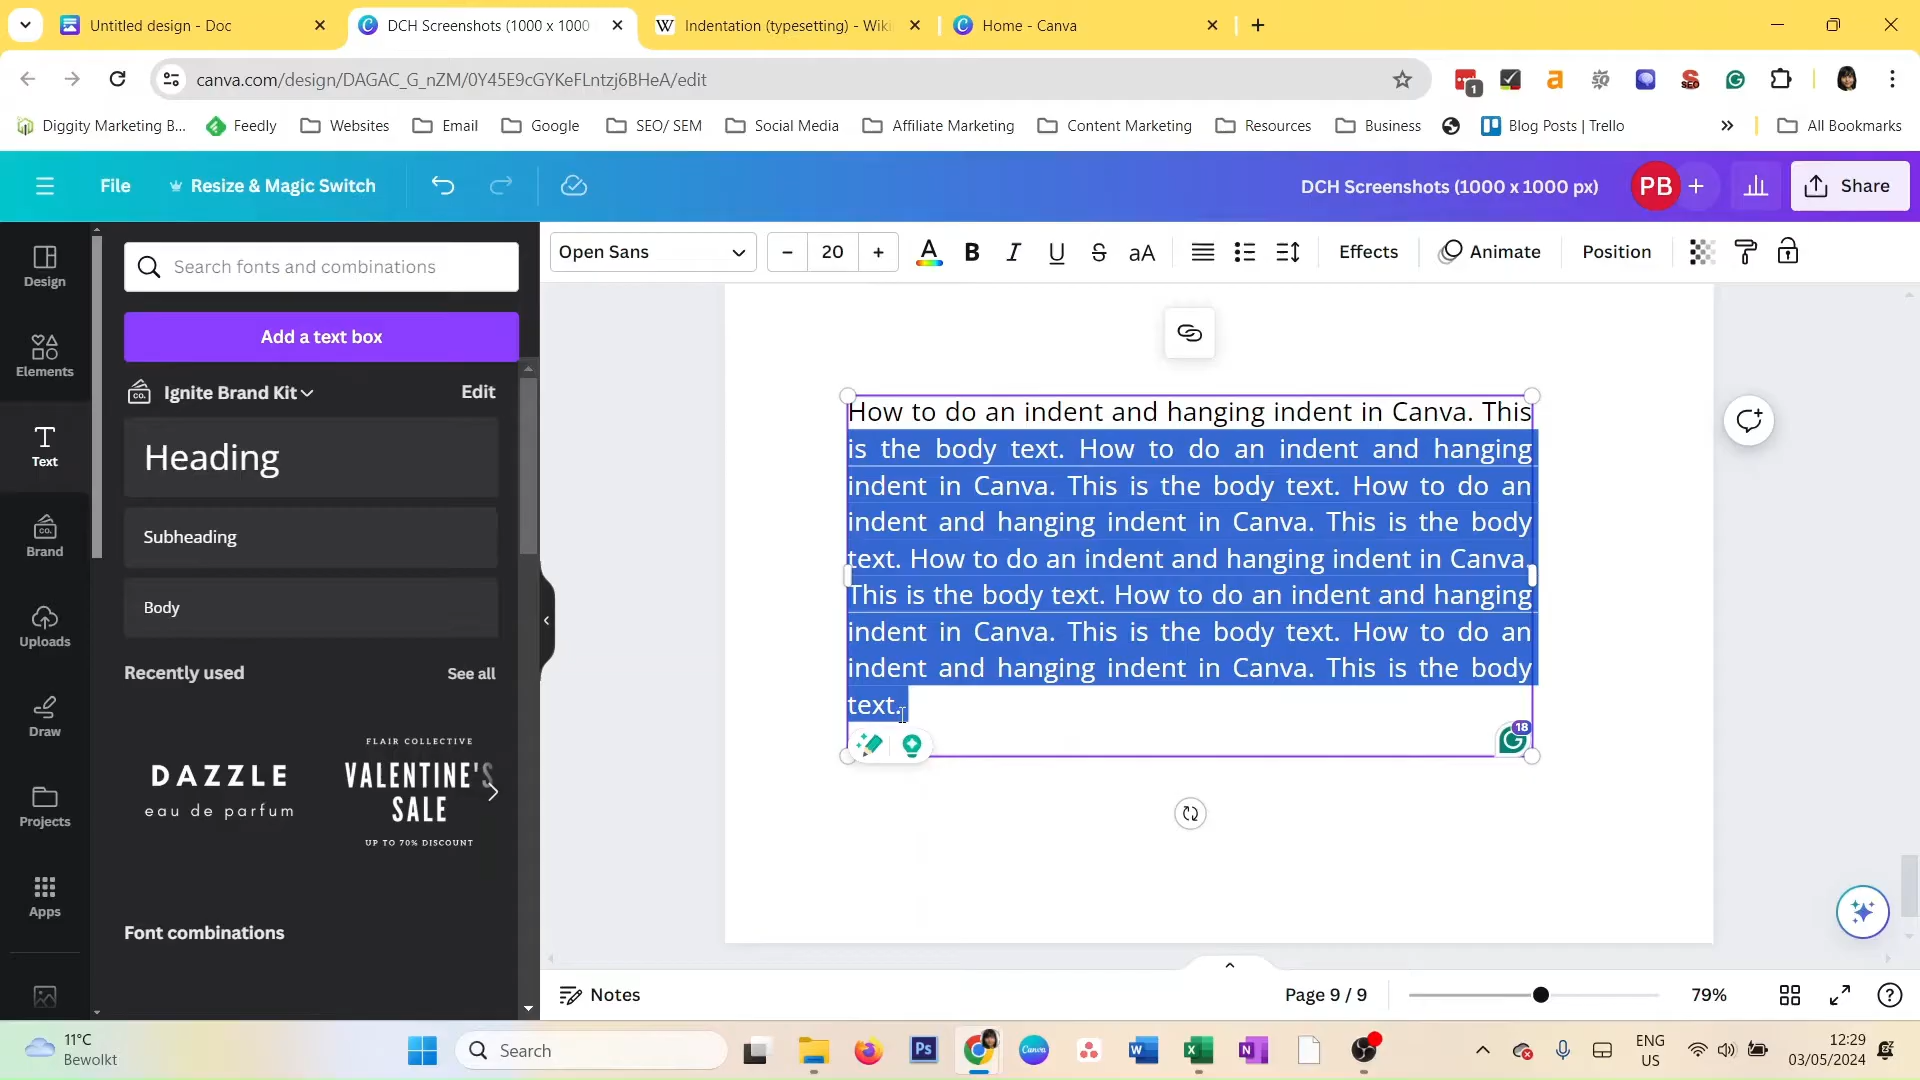 Untitled design - Doc
DCH Screenshots (1000 x 1000
Indentation (typesetting) - Wiki
Home - Canva
canva.com/design/DAGAC_G_nZM/0Y45E9cGYKeFLntzj6BHeA/edit
1
SEO
Diggity Marketing B...
Feedly
Websites
Email
Google
SEO/ SEM
Social Media
Affiliate Marketing
Content Marketing
Resources
Business
Blog Posts | Trello
All Bookmarks
File
Resize & Magic Switch
DCH Screenshots (1000 x 1000 px)
PB
Share
Design
Elements
Text
Brand
Uploads
Draw
Projects
Apps
Search fonts and combinations
Add a text box
Ignite Brand Kit
Edit
Heading
Subheading
Body
Recently used
See all
DAZZLE
eau de parfum
FLAIR COLLECTIVE
VALENTINE'S
SALE
UP TO 70% DISCOUNT
Font combinations
Open Sans
20
aA
Effects
Animate
Position
How to do an indent and hanging indent in Canva. This
is the body text. How to do an indent and hanging
indent in Canva. This is the body text. How to do an
indent and hanging indent in Canva. This is the body
text. How to do an indent and hanging indent in Canva.
This is the body text. How to do an indent and hanging
indent in Canva. This is the body text. How to do an
indent and hanging indent in Canva. This is the body
text.
18
Notes
Page 9 / 9
79%
11°C
Bewolkt
Search
ENG
US
12:29
03/05/2024